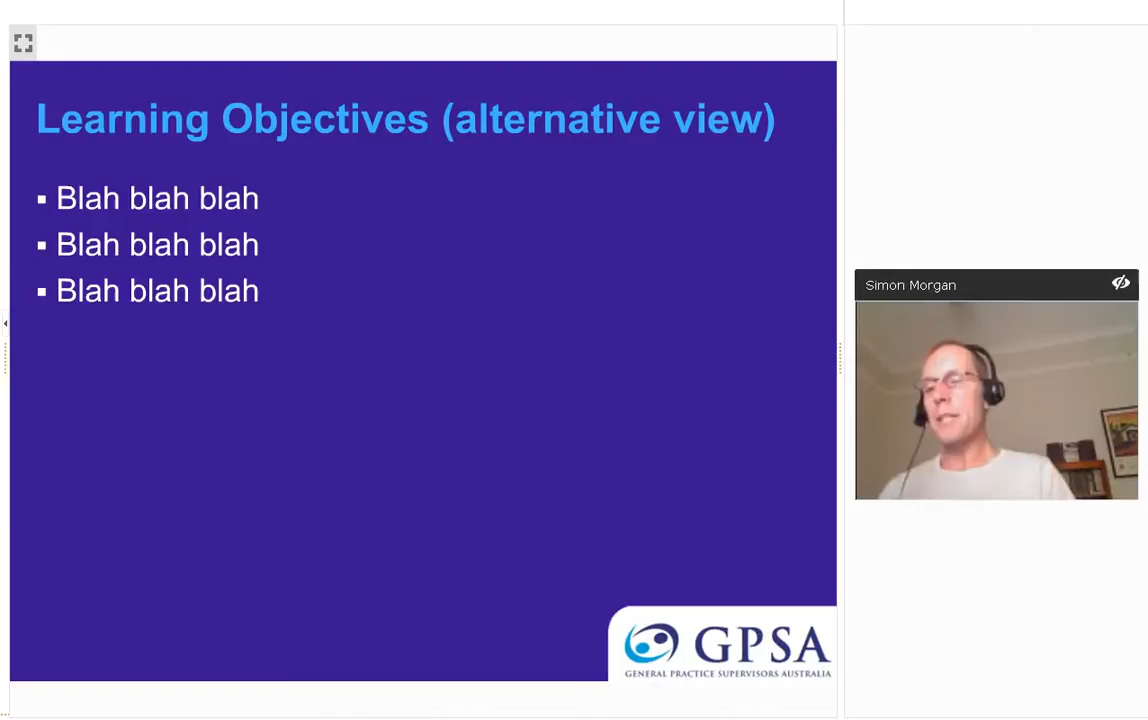 Learning Objectives (alternative view)
▪ Blah blah blah
▪ Blah blah blah
▪ Blah blah blah
Simon Morgan
GPSA
GENERAL PRACTICE SUPERVISORS AUSTRALIA